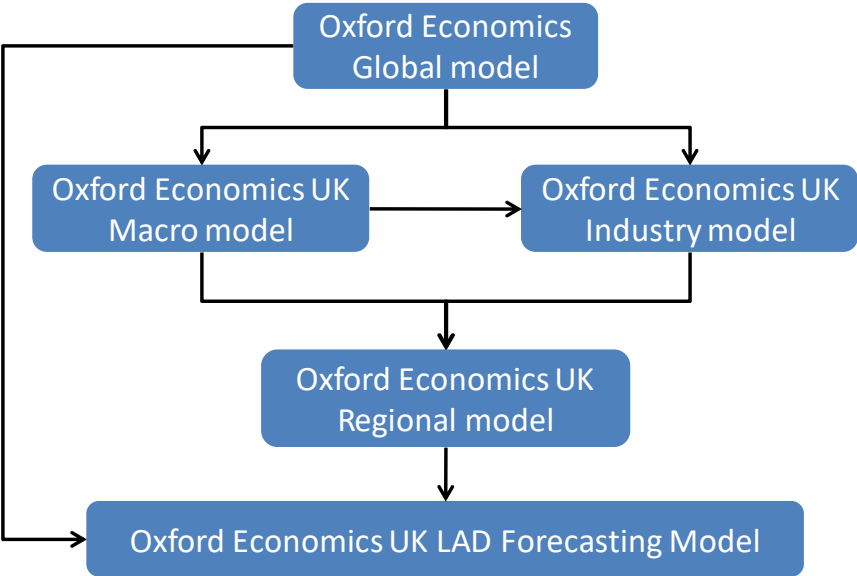 Oxford Economics
Global model
Oxford Economics UK
Macro model
Oxford Economics UK
Industry model
Oxford Economics UK
Regional model
Oxford Economics UK LAD Forecasting Model